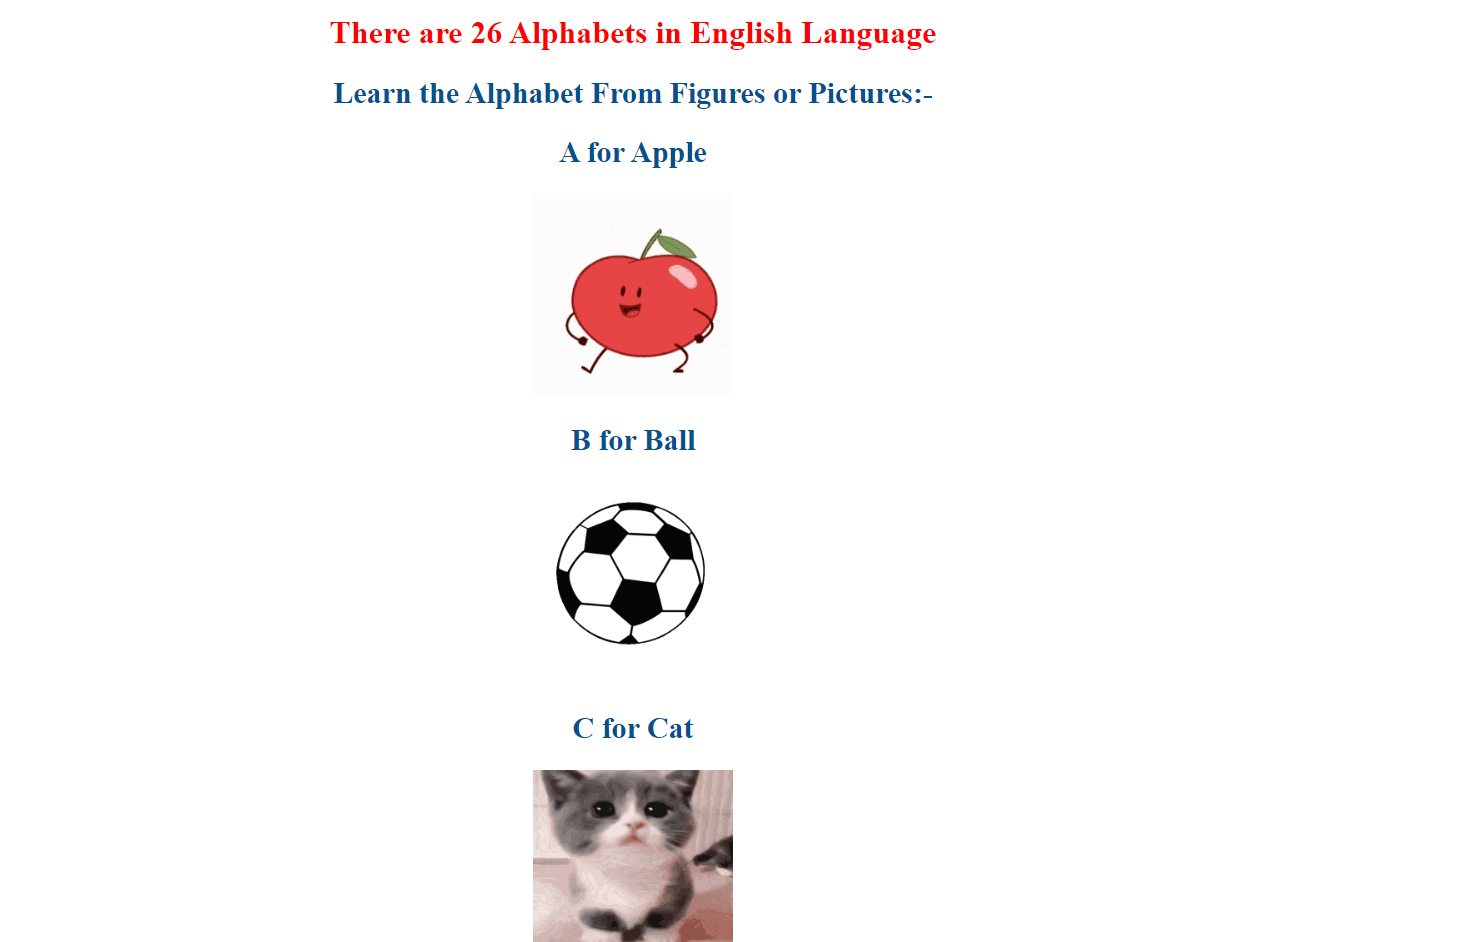 There are 26 Alphabets in English Language
Learn the Alphabet From Figures or Pictures:-
A for Apple
B for Ball
C for Cat